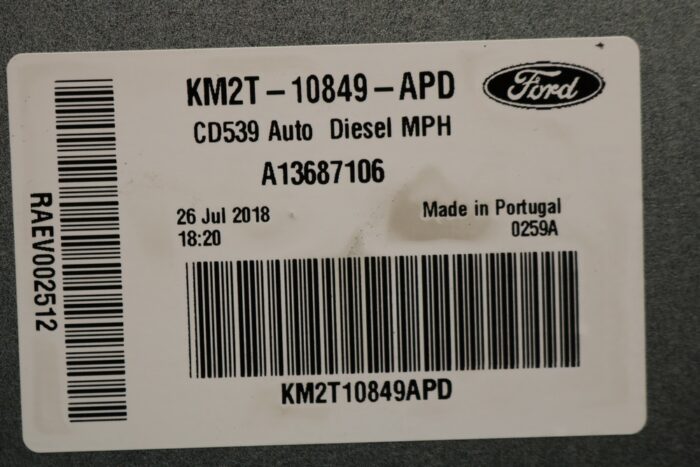 KM2T-10849-APD
Ford
CD539 Auto Diesel MPH
A13687106
26 Jul 2018
18:20
Made in Portugal
0259A
KM2T10849APD
RAEV002512